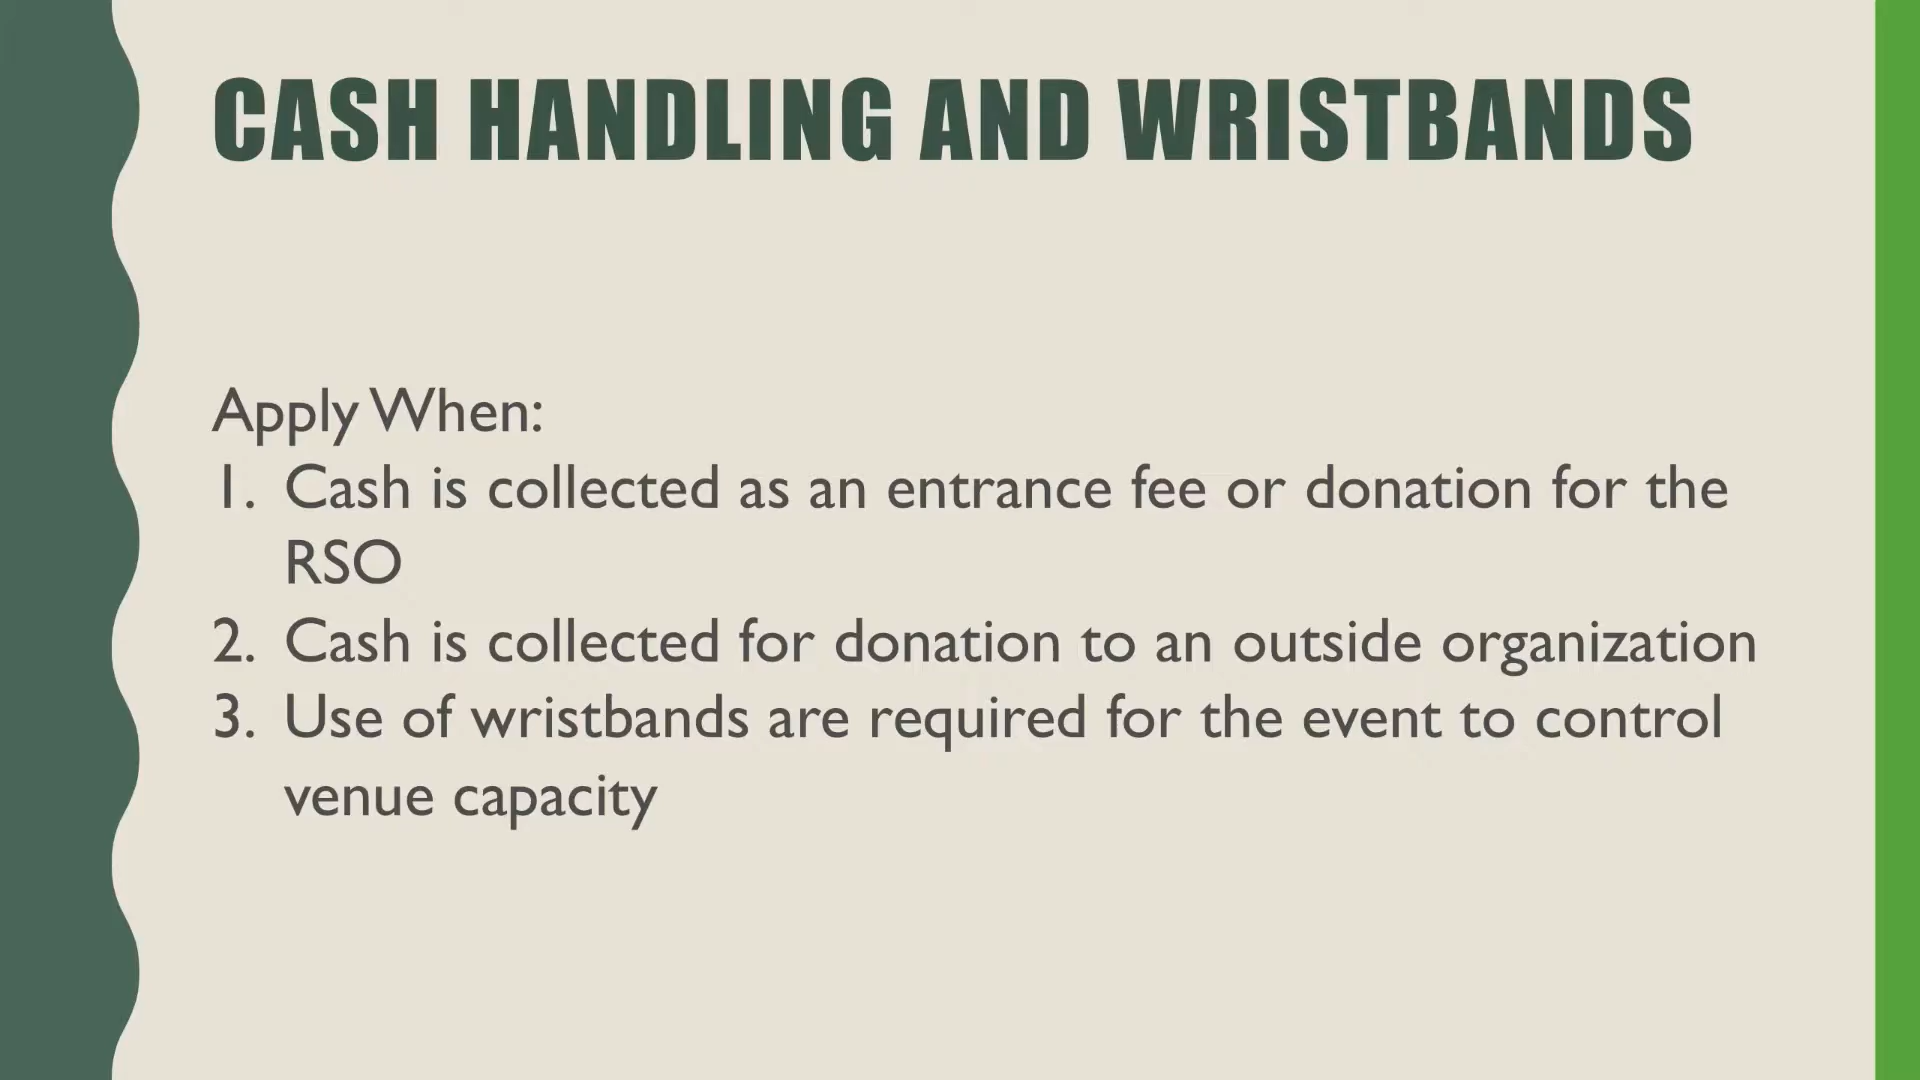 CASH HANDLING AND WRISTBANDS
Apply When:
1. Cash is collected as an entrance fee or donation for the
RSO
2. Cash is collected for donation to an outside organization
3. Use of wristbands are required for the event to control
venue capacity